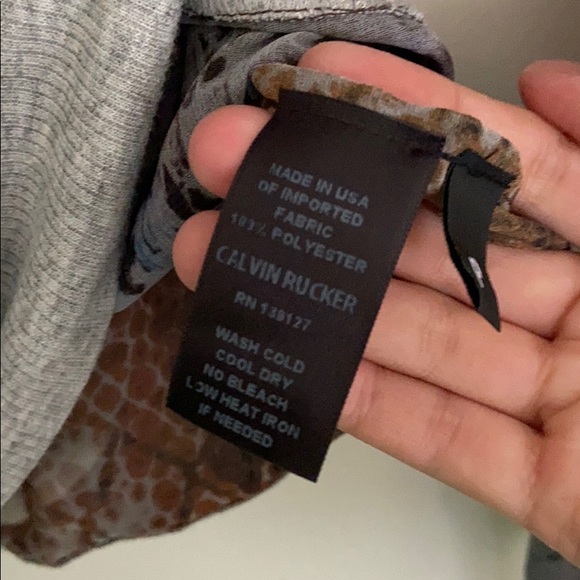 MADE IN USA
OF IMPORTED
FABRIC
100% POLYESTER
CALVIN RUCKER
RN 139127
WASH COLD
COOL DRY
NO BLEACH
LOW HEAT IRON
IF NEEDED